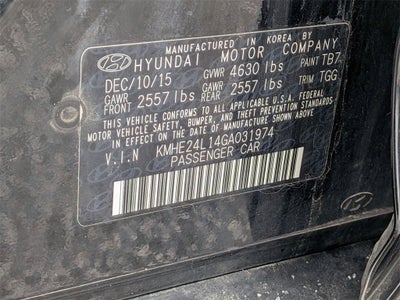 MANUFACTURED IN KOREA
HYUNDAI MOTOR COMPANY
DEC/10/15 GVWR 4630 lbs PAINT TB7
GAWR FRONT 2557 lbs GAWR REAR 2557 lbs TRIM TGG
THIS VEHICLE CONFORMS TO ALL APPLICABLE U.S.A FEDERAL
MOTOR VEHICLE SAFETY, BUMPER, AND THEFT PREVENTION
STANDARDS IN EFFECT ON THE DATE OF MANUFACTURE SHOWN ABOVE.
V.I.N KMHE24L14GA031974
PASSENGER CAR